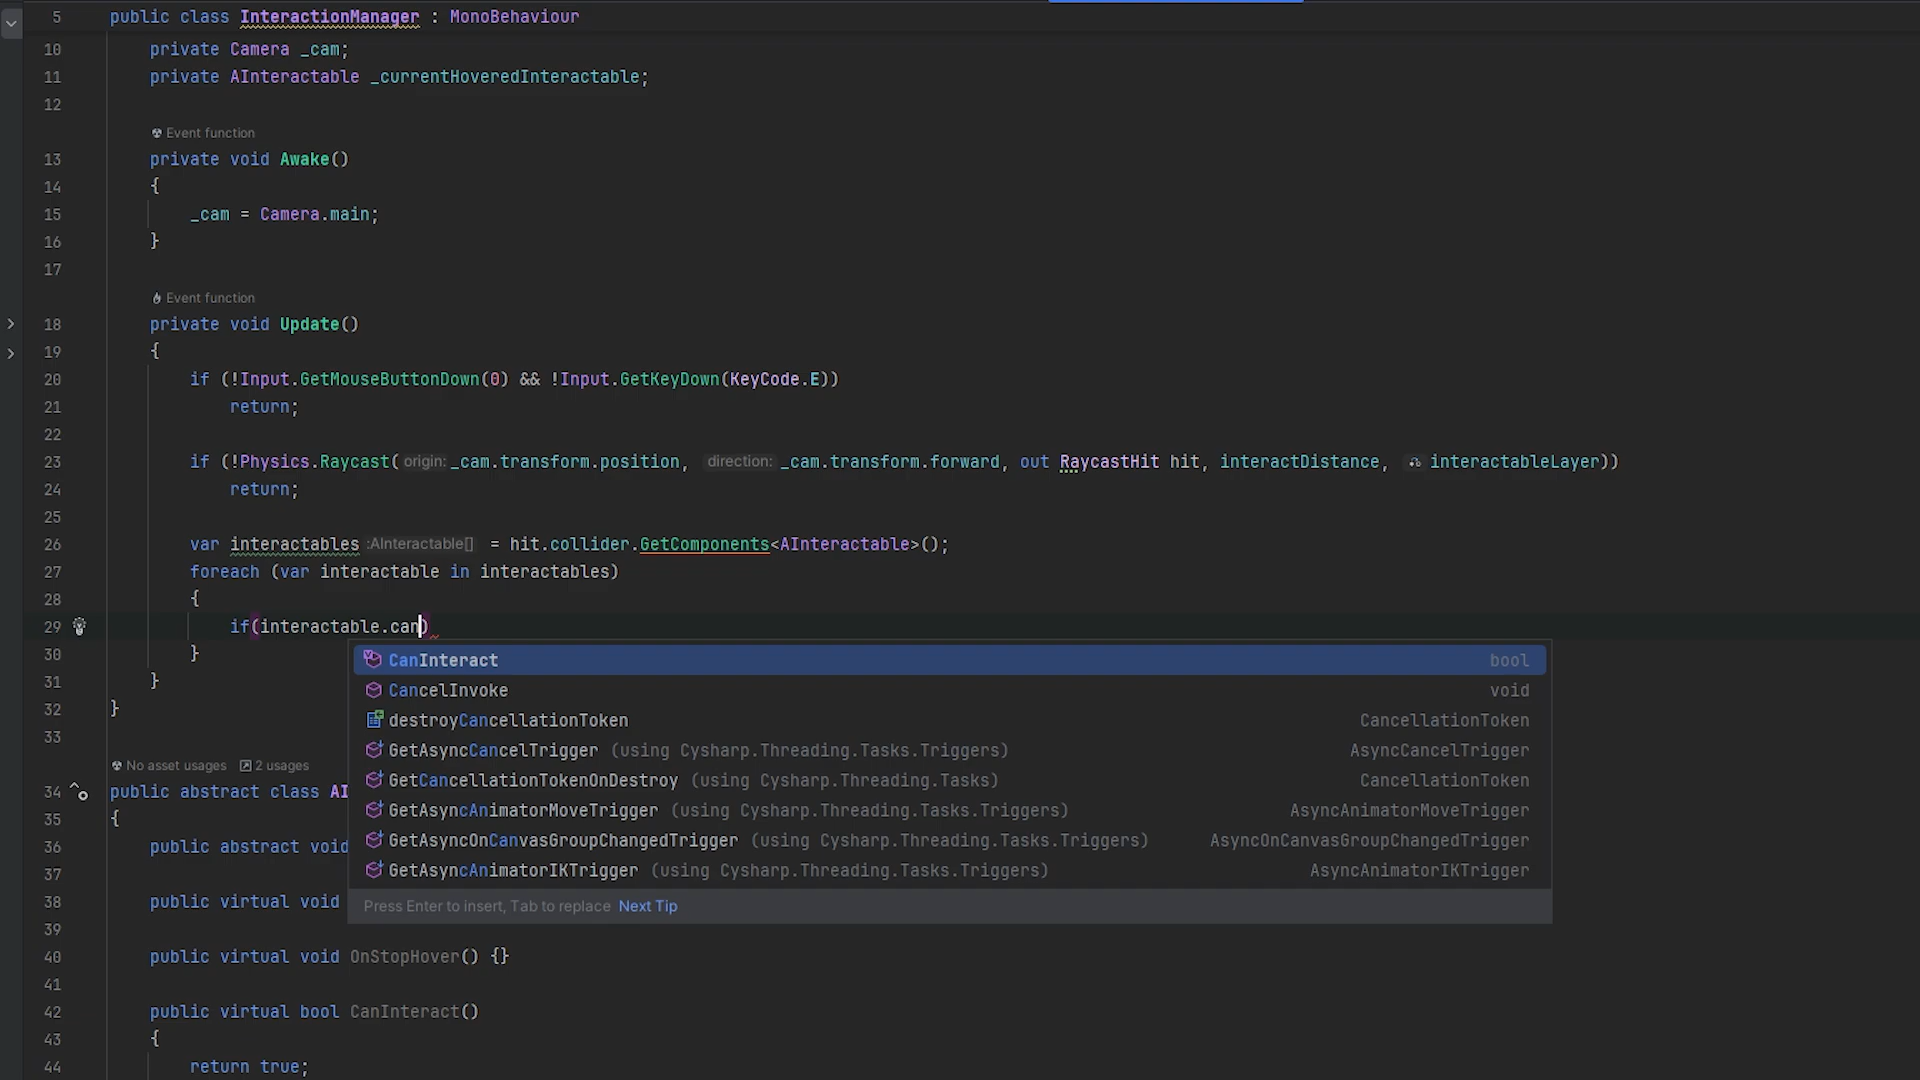 5 public class InteractionManager : MonoBehaviour
10 private Camera _cam;
11 private AInteractable _currentHoveredInteractable;
12
Event function
13 private void Awake()
14 {
15 _cam = Camera.main;
16 }
17
Event function
18 private void Update()
19 {
20 if (!Input.GetMouseButtonDown(0) && !Input.GetKeyDown(KeyCode.E))
21 return;
22
23 if (!Physics.Raycast( origin: _cam.transform.position, direction: _cam.transform.forward, out RaycastHit hit, interactDistance, interactableLayer))
24 return;
25
26 var interactables :AInteractable[] = hit.collider.GetComponents<AInteractable>();
27 foreach (var interactable in interactables)
28 {
29 if(interactable.can)
30 }
CanInteract bool
31 }
CancelInvoke void
32 }
destroyCancellationToken CancellationToken
33
GetAsyncCancelTrigger (using Cysharp.Threading.Tasks.Triggers) AsyncCancelTrigger
No asset usages 2 usages
GetCancellationTokenOnDestroy (using Cysharp.Threading.Tasks) CancellationToken
34 public abstract class AI
GetAsyncAnimatorMoveTrigger (using Cysharp.Threading.Tasks.Triggers) AsyncAnimatorMoveTrigger
35 {
GetAsyncOnCanvasGroupChangedTrigger (using Cysharp.Threading.Tasks.Triggers) AsyncOnCanvasGroupChangedTrigger
36 public abstract void
GetAsyncAnimatorIKTrigger (using Cysharp.Threading.Tasks.Triggers) AsyncAnimatorIKTrigger
37
38 public virtual void
Press Enter to insert, Tab to replace Next Tip
39
40 public virtual void OnStopHover() {}
41
42 public virtual bool CanInteract()
43 {
44 return true;